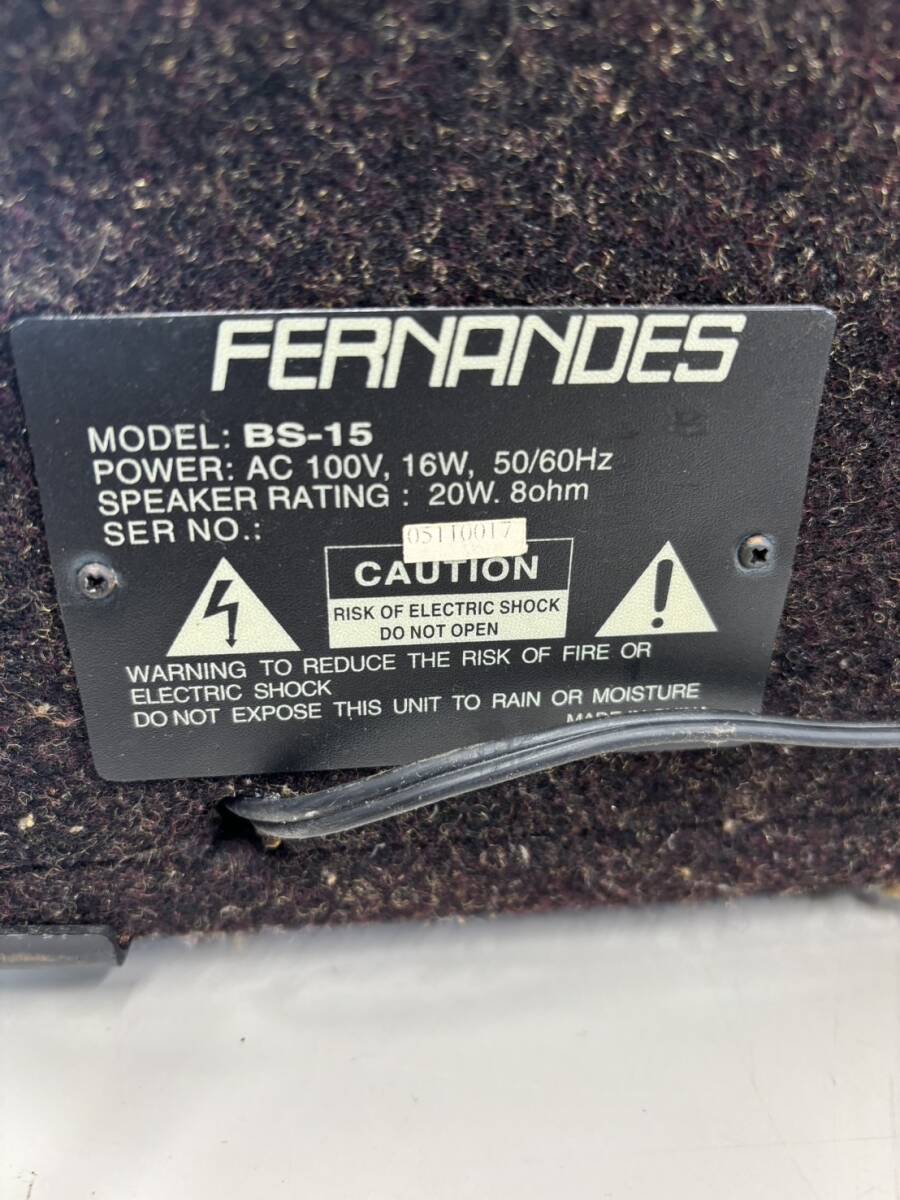 FERNANDES
MODEL: BS-15
POWER: AC 100V, 16W, 50/60Hz
SPEAKER RATING : 20W. 8ohm
SER NO.:
05110017
CAUTION
RISK OF ELECTRIC SHOCK
DO NOT OPEN
WARNING TO REDUCE THE RISK OF FIRE OR
ELECTRIC SHOCK
DO NOT EXPOSE THIS UNIT TO RAIN OR MOISTURE
MADE IN